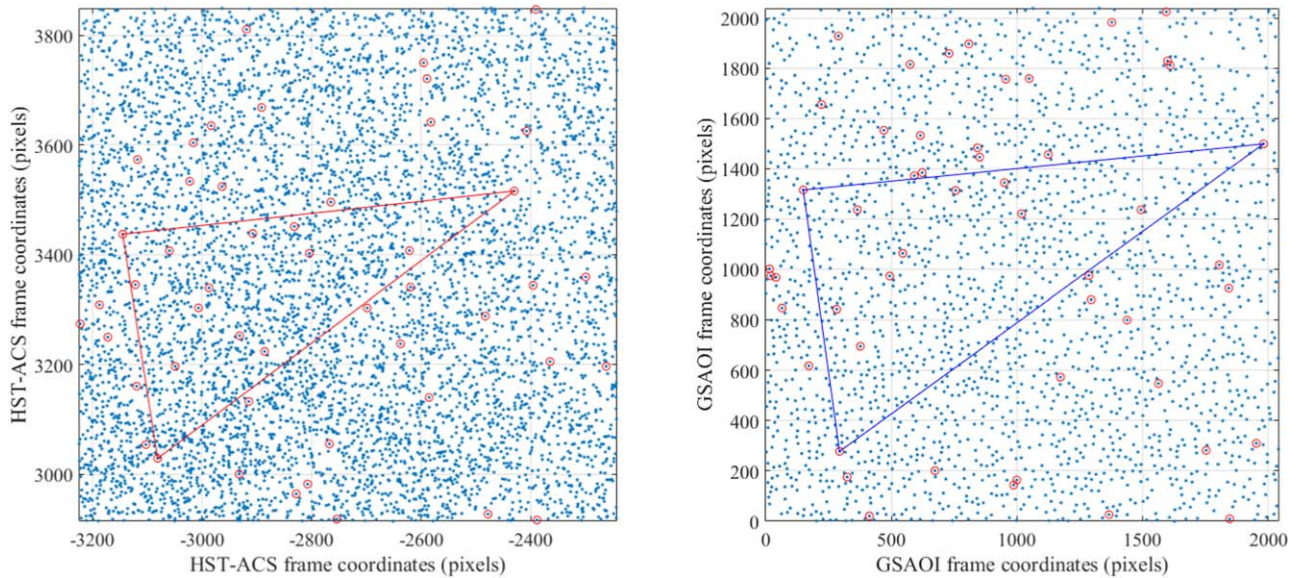 HST-ACS frame coordinates (pixels)
3800
3600
3400
3200
3000
-3200 -3000 -2800 -2600 -2400
HST-ACS frame coordinates (pixels)
GSAOI frame coordinates (pixels)
2000
1800
1600
1400
1200
1000
800
600
400
200
0
0 500 1000 1500 2000
GSAOI frame coordinates (pixels)